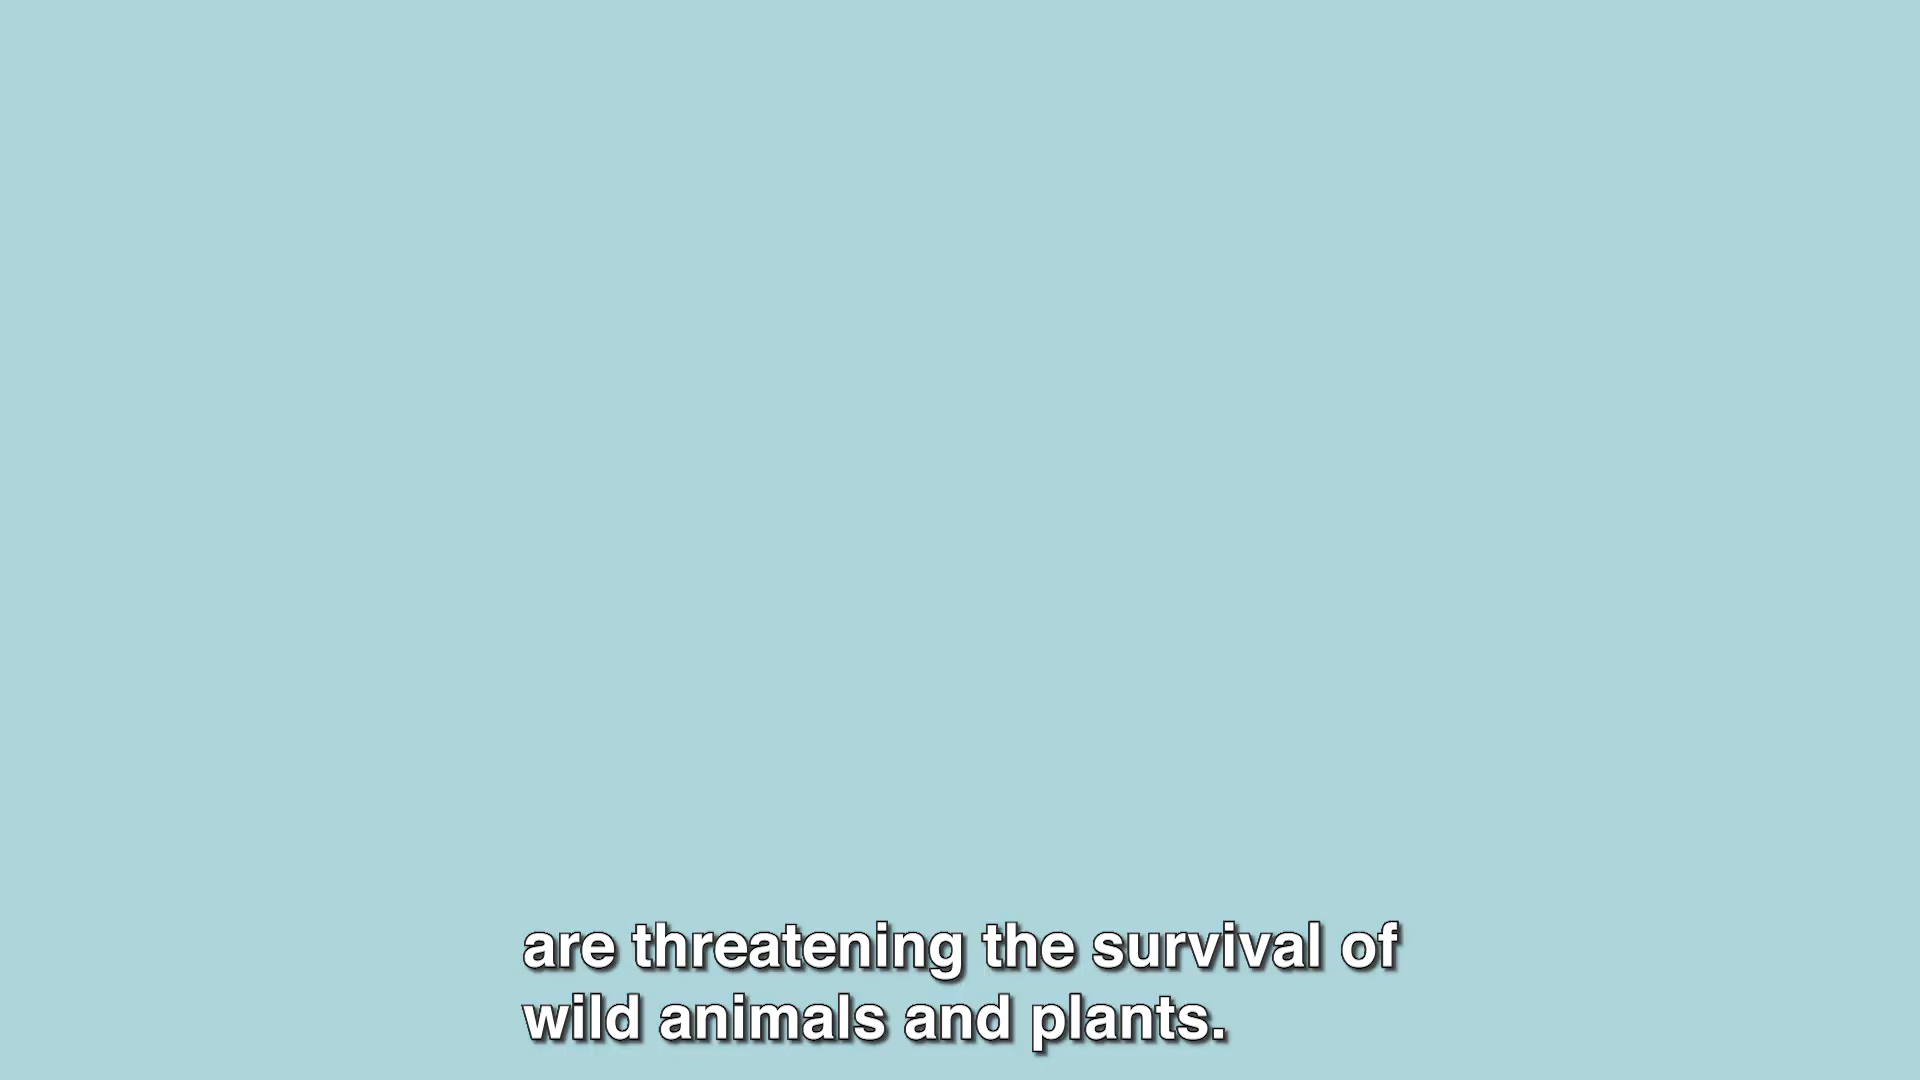 are threatening the survival of
wild animals and plants.